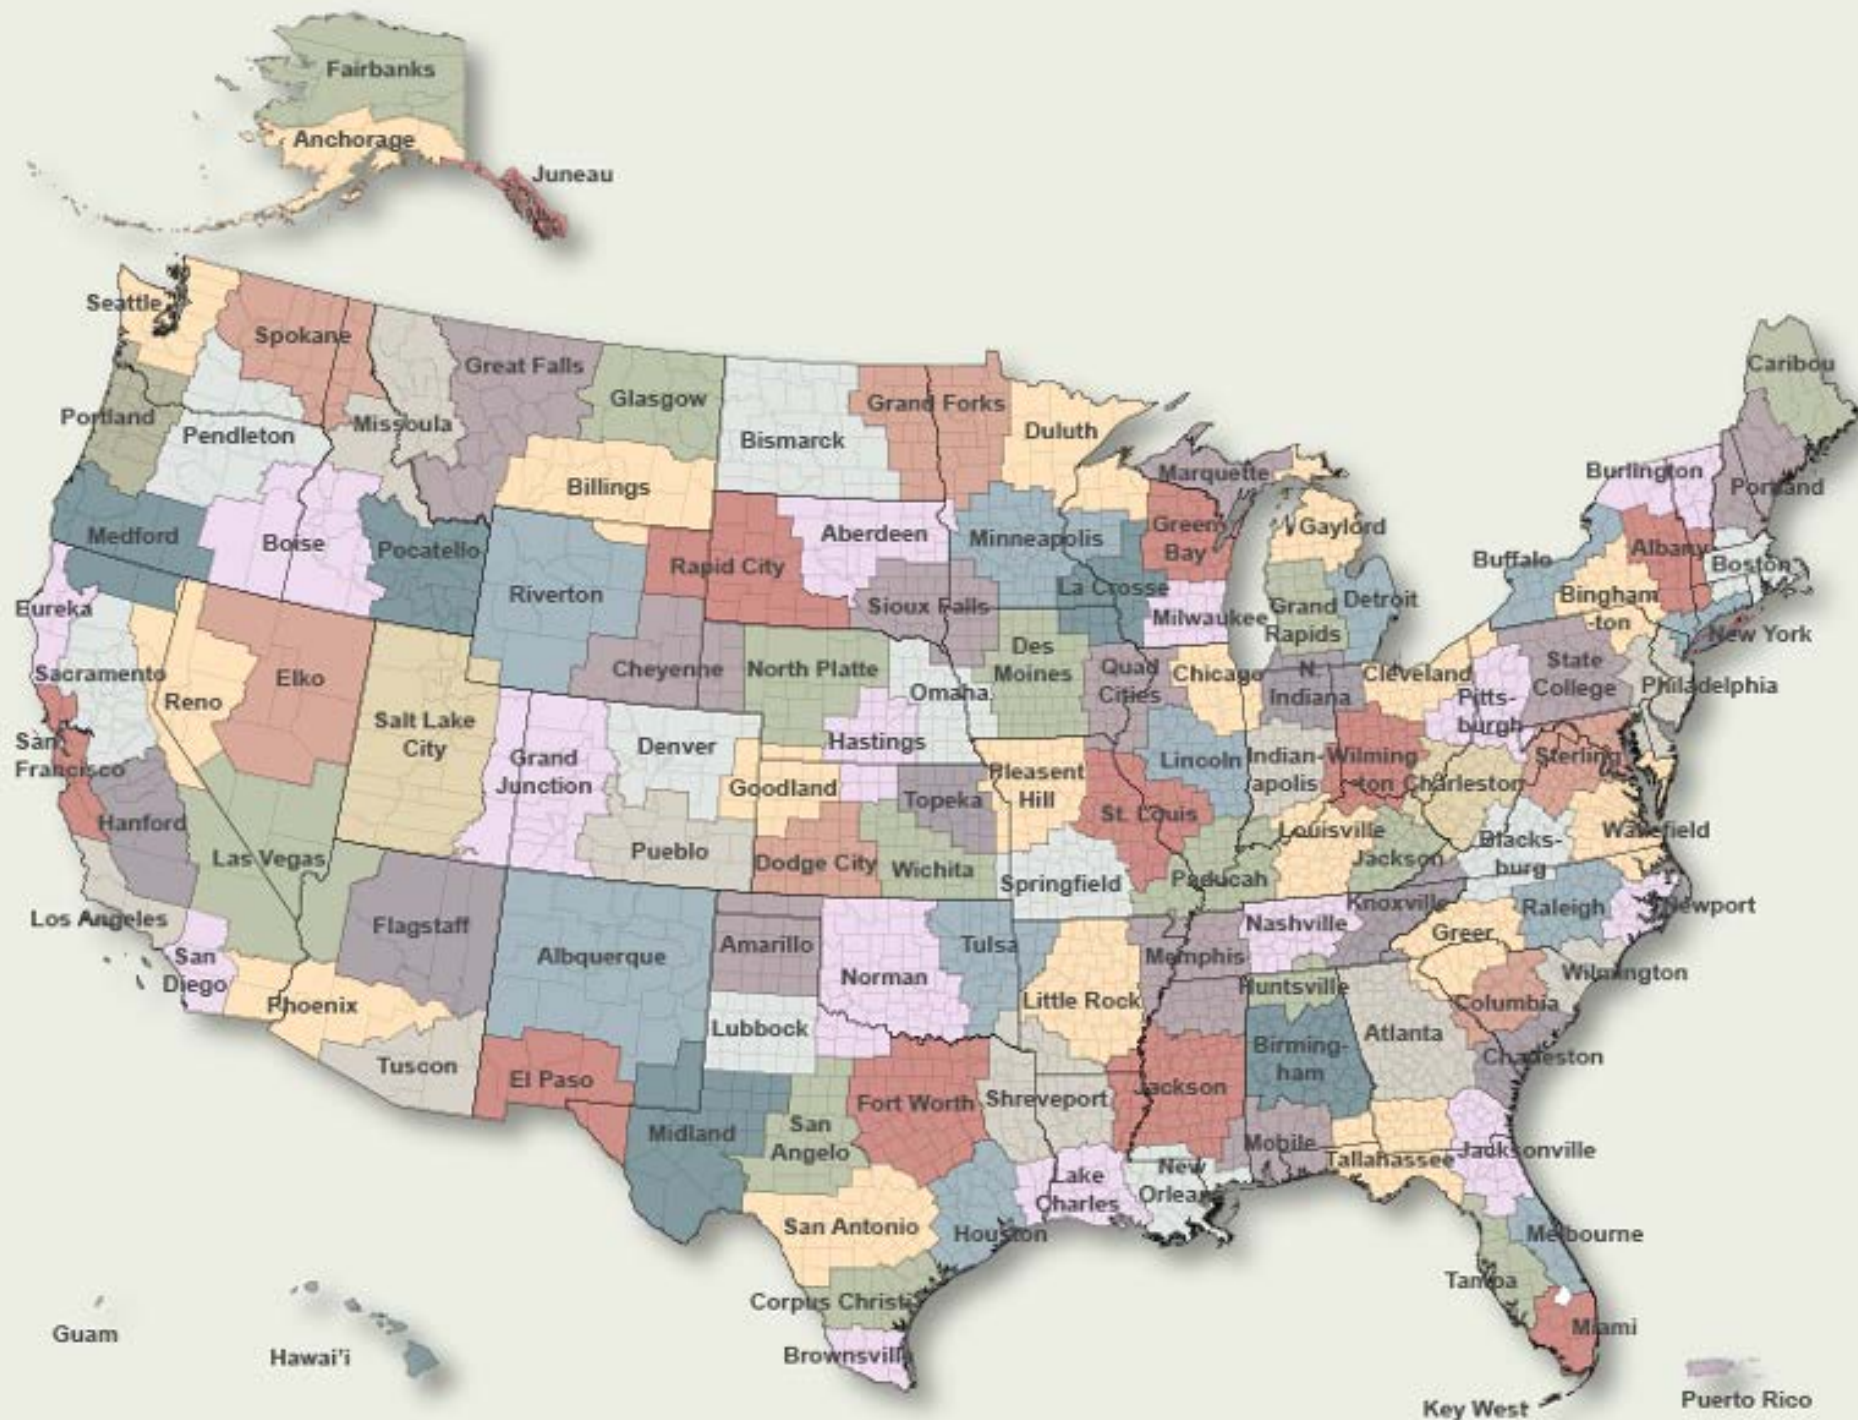 Fairbanks
Anchorage
Juneau
Seattle
Spokane
Great Falls
Glasgow
Portland
Pendleton
Missoula
Bismarck
Grand Forks
Duluth
Caribou
Billings
Marquette
Burlington
Portland
Medford
Boise
Pocatello
Aberdeen
Minneapolis
Green
Bay
Gaylord
Buffalo
Albany
Boston
Eureka
Riverton
Rapid City
Sioux Falls
La Crosse
Milwaukee
Grand
Rapids
Detroit
Bingham
-ton
New York
Sacramento
Reno
Elko
Cheyenne
North Platte
Omaha
Des
Moines
Quad
Cities
Chicago
N.
Indiana
Cleveland
Pitts-
burgh
State
College
Philadelphia
San
Francisco
Salt Lake
City
Grand
Junction
Denver
Hastings
Goodland
Topeka
Pleasent
Hill
Lincoln
Indian-
apolis
Wilming
-ton
Charleston
Sterling
Hanford
Las Vegas
Pueblo
Dodge City
Wichita
St. Louis
Springfield
Paducah
Louisville
Jackson
Blacks-
burg
Wakefield
Los Angeles
San
Diego
Flagstaff
Albquerque
Amarillo
Norman
Tulsa
Memphis
Nashville
Knoxville
Greer
Raleigh
Newport
Phoenix
Tuscon
Lubbock
Little Rock
Huntsville
Birming-
ham
Atlanta
Columbia
Wilmington
Charleston
El Paso
Midland
San
Angelo
Fort Worth
Shreveport
Jackson
Mobile
Tallahassee
Jacksonville
San Antonio
Houston
Lake
Charles
New
Orleans
Melbourne
Tampa
Miami
Corpus Christi
Brownsville
Key West
Guam
Hawai'i
Puerto Rico